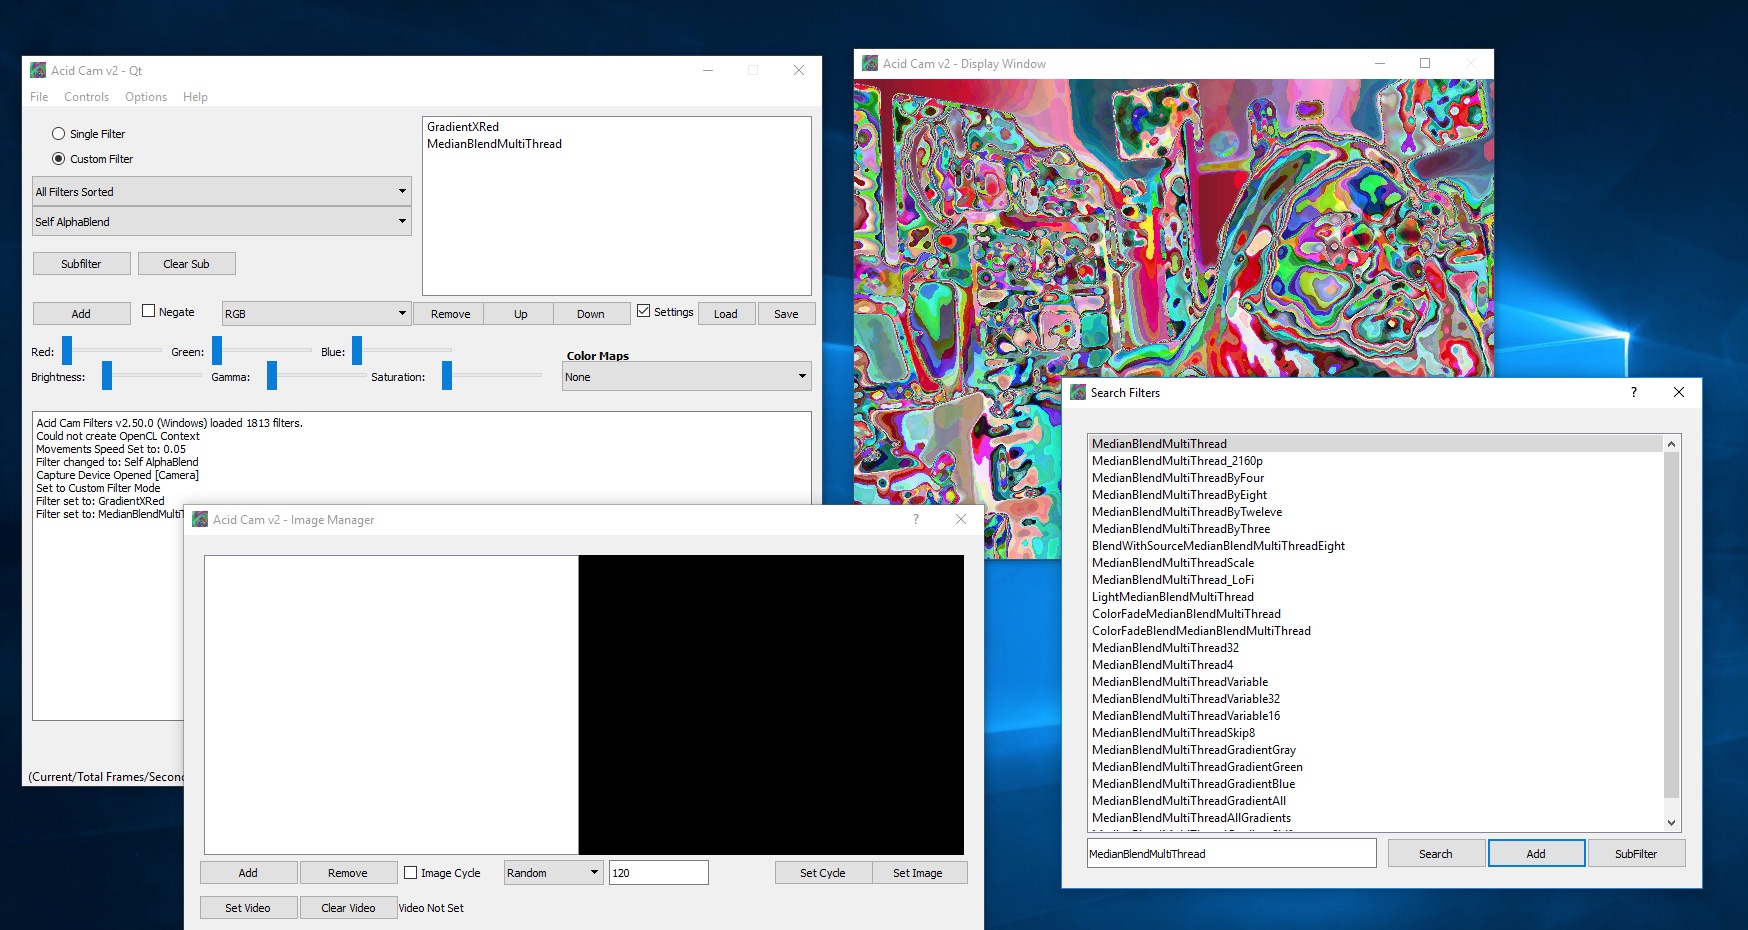 Acid Cam v2 - Qt
File Controls Options Help
Single Filter
Custom Filter
All Filters Sorted
Self AlphaBlend
Subfilter Clear Sub
GradientXRed
MedianBlendMultiThread
Add Negate RGB Remove Up Down Settings Load Save
Red: Green: Blue:
Brightness: Gamma: Saturation:
Color Maps
None
Acid Cam Filters v2.50.0 (Windows) loaded 1813 filters.
Could not create OpenCL Context
Movements Speed Set to: 0.05
Filter changed to: Self AlphaBlend
Capture Device Opened [Camera]
Set to Custom Filter Mode
Filter set to: GradientXRed
Filter set to: MedianBlendMultiT
(Current/Total Frames/Second
Acid Cam v2 - Display Window
Acid Cam v2 - Image Manager
?
Add Remove Image Cycle Random 120 Set Cycle Set Image
Set Video Clear Video Video Not Set
Search Filters
?
MedianBlendMultiThread
MedianBlendMultiThread_2160p
MedianBlendMultiThreadByFour
MedianBlendMultiThreadByEight
MedianBlendMultiThreadByTweleve
MedianBlendMultiThreadByThree
BlendWithSourceMedianBlendMultiThreadEight
MedianBlendMultiThreadScale
MedianBlendMultiThread_LoFi
LightMedianBlendMultiThread
ColorFadeMedianBlendMultiThread
ColorFadeBlendMedianBlendMultiThread
MedianBlendMultiThread32
MedianBlendMultiThread4
MedianBlendMultiThreadVariable
MedianBlendMultiThreadVariable32
MedianBlendMultiThreadVariable16
MedianBlendMultiThreadSkip8
MedianBlendMultiThreadGradientGray
MedianBlendMultiThreadGradientGreen
MedianBlendMultiThreadGradientBlue
MedianBlendMultiThreadGradientAll
MedianBlendMultiThreadAllGradients
MedianBlendMultiThread Search Add SubFilter